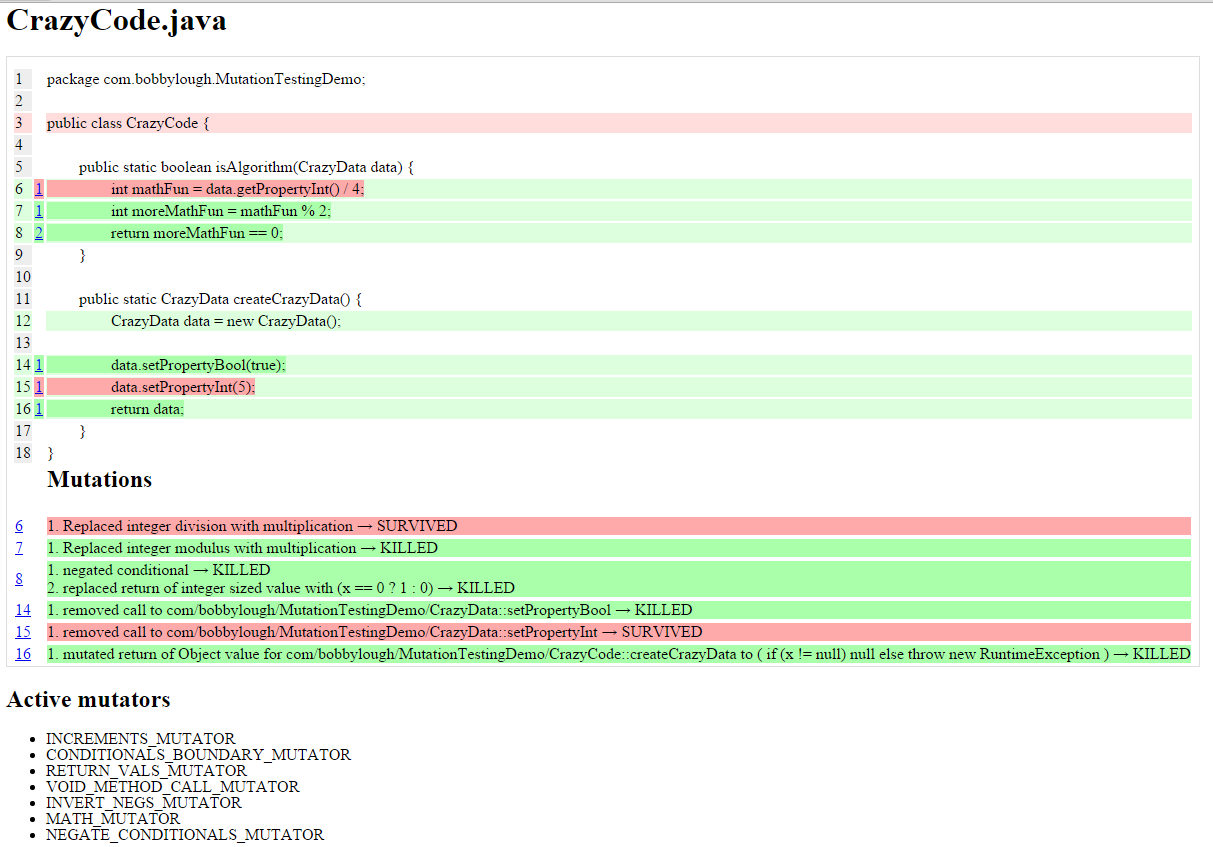 CrazyCode.java
1 package com.bobbylough.MutationTestingDemo;
2
3 public class CrazyCode {
4
5 public static boolean isAlgorithm(CrazyData data) {
6 1 int mathFun = data.getPropertyInt() / 4;
7 1 int moreMathFun = mathFun % 2;
8 2 return moreMathFun == 0;
9 }
10
11 public static CrazyData createCrazyData() {
12 CrazyData data = new CrazyData();
13
14 1 data.setPropertyBool(true);
15 1 data.setPropertyInt(5);
16 1 return data;
17 }
18 }
Mutations
6 1. Replaced integer division with multiplication → SURVIVED
7 1. Replaced integer modulus with multiplication → KILLED
8 1. negated conditional → KILLED
2. replaced return of integer sized value with (x == 0 ? 1 : 0) → KILLED
14 1. removed call to com/bobbylough/MutationTestingDemo/CrazyData::setPropertyBool → KILLED
15 1. removed call to com/bobbylough/MutationTestingDemo/CrazyData::setPropertyInt → SURVIVED
16 1. mutated return of Object value for com/bobbylough/MutationTestingDemo/CrazyCode::createCrazyData to ( if (x != null) null else throw new RuntimeException ) → KILLED
Active mutators
• INCREMENTS_MUTATOR
• CONDITIONALS_BOUNDARY_MUTATOR
• RETURN_VALS_MUTATOR
• VOID_METHOD_CALL_MUTATOR
• INVERT_NEGS_MUTATOR
• MATH_MUTATOR
• NEGATE_CONDITIONALS_MUTATOR